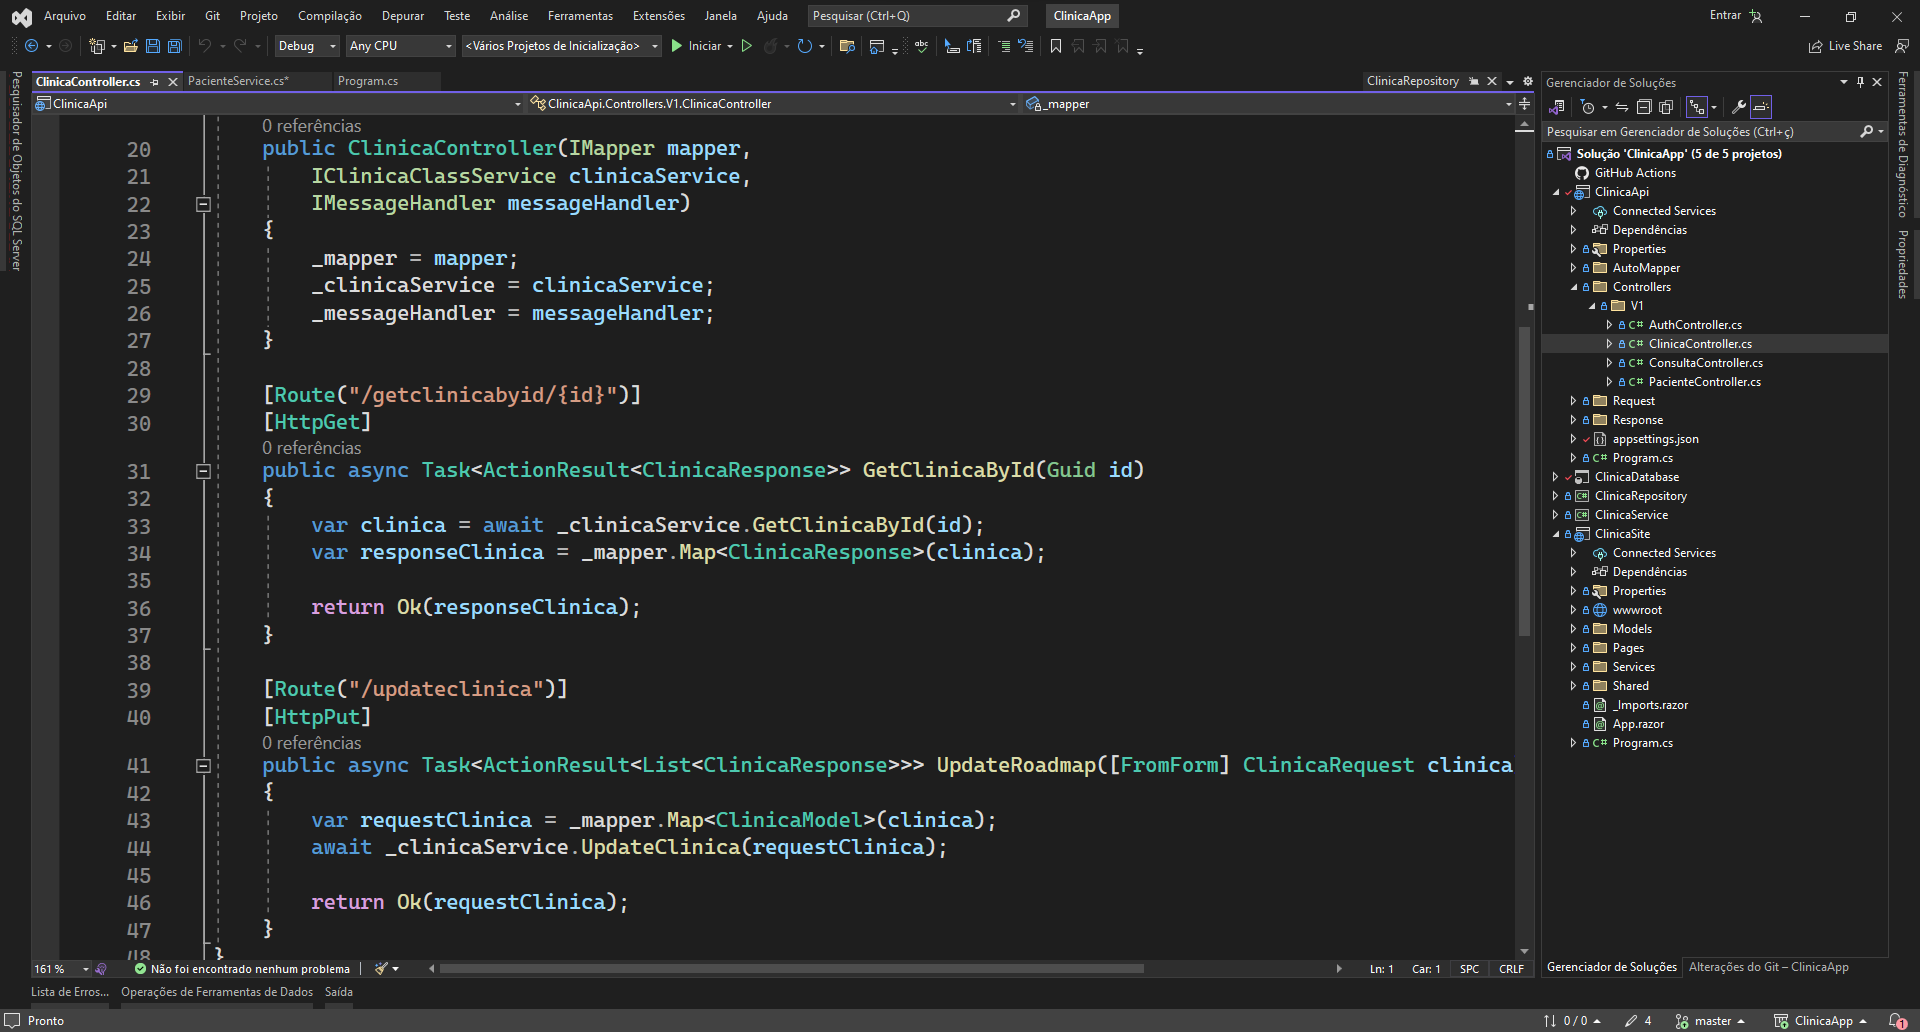 Arquivo Editar Exibir Git Projeto Compilação Depurar Teste Análise Ferramentas Extensões Janela Ajuda Pesquisar (Ctrl+Q) ClinicaApp Entrar
Debug Any CPU <Vários Projetos de Inicialização> Iniciar Live Share
Pesquisador de Objetos do SQL Server
ClinicaController.cs PacienteService.cs* Program.cs ClinicaRepository
ClinicaApi ClinicaApi.Controllers.V1.ClinicaController _mapper
0 referências
20 public ClinicaController(IMapper mapper,
21 IClinicaClassService clinicaService,
22 IMessageHandler messageHandler)
23 {
24 _mapper = mapper;
25 _clinicaService = clinicaService;
26 _messageHandler = messageHandler;
27 }
28
29 [Route("/getclinicabyid/{id}")]
30 [HttpGet]
0 referências
31 public async Task<ActionResult<ClinicaResponse>> GetClinicaById(Guid id)
32 {
33 var clinica = await _clinicaService.GetClinicaById(id);
34 var responseClinica = _mapper.Map<ClinicaResponse>(clinica);
35
36 return Ok(responseClinica);
37 }
38
39 [Route("/updateclinica")]
40 [HttpPut]
0 referências
41 public async Task<ActionResult<List<ClinicaResponse>>> UpdateRoadmap([FromForm] ClinicaRequest clinica
42 {
43 var requestClinica = _mapper.Map<ClinicaModel>(clinica);
44 await _clinicaService.UpdateClinica(requestClinica);
45
46 return Ok(requestClinica);
47 }
48 }
161 % Não foi encontrado nenhum problema Ln: 1 Car: 1 SPC CRLF
Lista de Erros... Operações de Ferramentas de Dados Saída
Gerenciador de Soluções
Pesquisar em Gerenciador de Soluções (Ctrl+ç)
Solução 'ClinicaApp' (5 de 5 projetos)
GitHub Actions
ClinicaApi
Connected Services
Dependências
Properties
AutoMapper
Controllers
V1
C# AuthController.cs
C# ClinicaController.cs
C# ConsultaController.cs
C# PacienteController.cs
Request
Response
appsettings.json
C# Program.cs
ClinicaDatabase
C# ClinicaRepository
C# ClinicaService
ClinicaSite
Connected Services
Dependências
Properties
wwwroot
Models
Pages
Services
Shared
_Imports.razor
App.razor
C# Program.cs
Gerenciador de Soluções Alterações do Git – ClinicaApp
Ferramentas de Diagnóstico
Propriedades
Pronto 0 / 0 4 master ClinicaApp 1